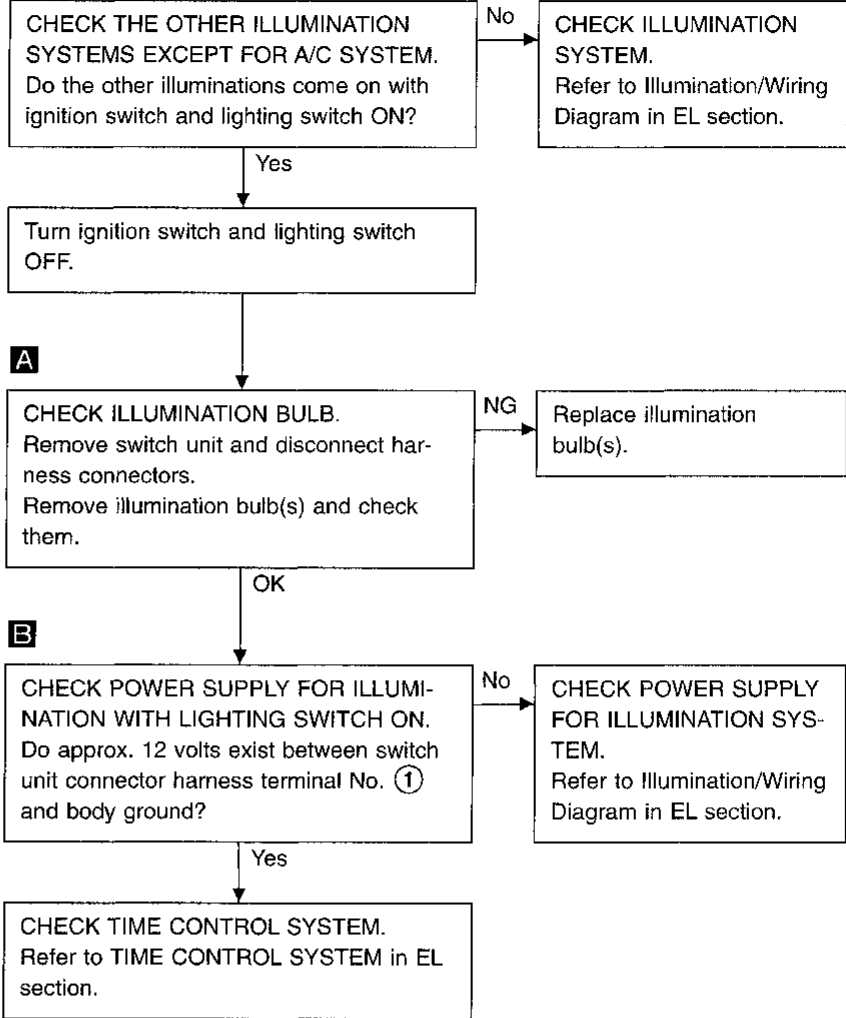 CHECK THE OTHER ILLUMINATION
SYSTEMS EXCEPT FOR A/C SYSTEM.
Do the other illuminations come on with
ignition switch and lighting switch ON?
No
CHECK ILLUMINATION
SYSTEM.
Refer to Illumination/Wiring
Diagram in EL section.
Yes
Turn ignition switch and lighting switch
OFF.
A
CHECK ILLUMINATION BULB.
Remove switch unit and disconnect har-
ness connectors.
Remove illumination bulb(s) and check
them.
NG
Replace illumination
bulb(s).
OK
B
CHECK POWER SUPPLY FOR ILLUMI-
NATION WITH LIGHTING SWITCH ON.
Do approx. 12 volts exist between switch
unit connector harness terminal No. ①
and body ground?
No
CHECK POWER SUPPLY
FOR ILLUMINATION SYS-
TEM.
Refer to Illumination/Wiring
Diagram in EL section.
Yes
CHECK TIME CONTROL SYSTEM.
Refer to TIME CONTROL SYSTEM in EL
section.